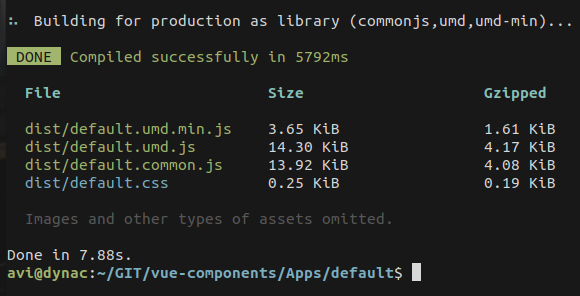 Building for production as library (commonjs,umd,umd-min)...
DONE Compiled successfully in 5792ms
File Size Gzipped
dist/default.umd.min.js 3.65 KiB 1.61 KiB
dist/default.umd.js 14.30 KiB 4.17 KiB
dist/default.common.js 13.92 KiB 4.08 KiB
dist/default.css 0.25 KiB 0.19 KiB
Images and other types of assets omitted.
Done in 7.88s.
avi@dynac:~/GIT/vue-components/Apps/default$